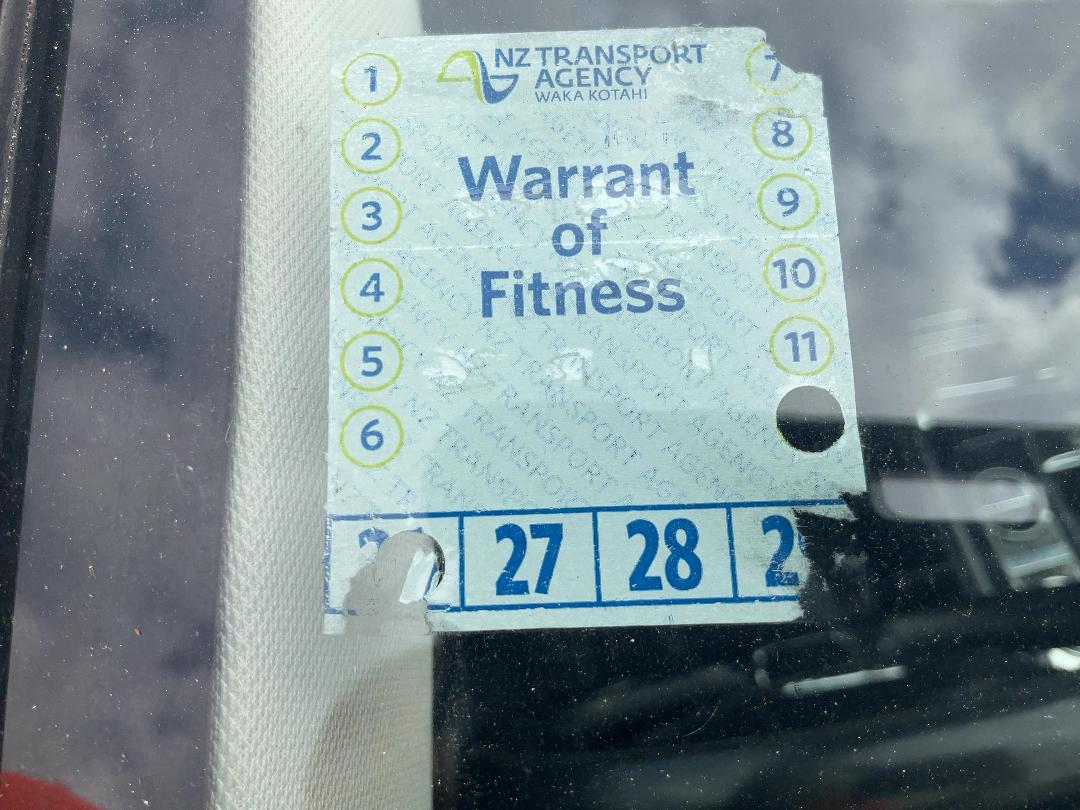 NZ TRANSPORT
AGENCY
WAKA KOTAHI
1
2
3
4
5
6
7
8
9
10
11
Warrant
of
Fitness
27
28
2